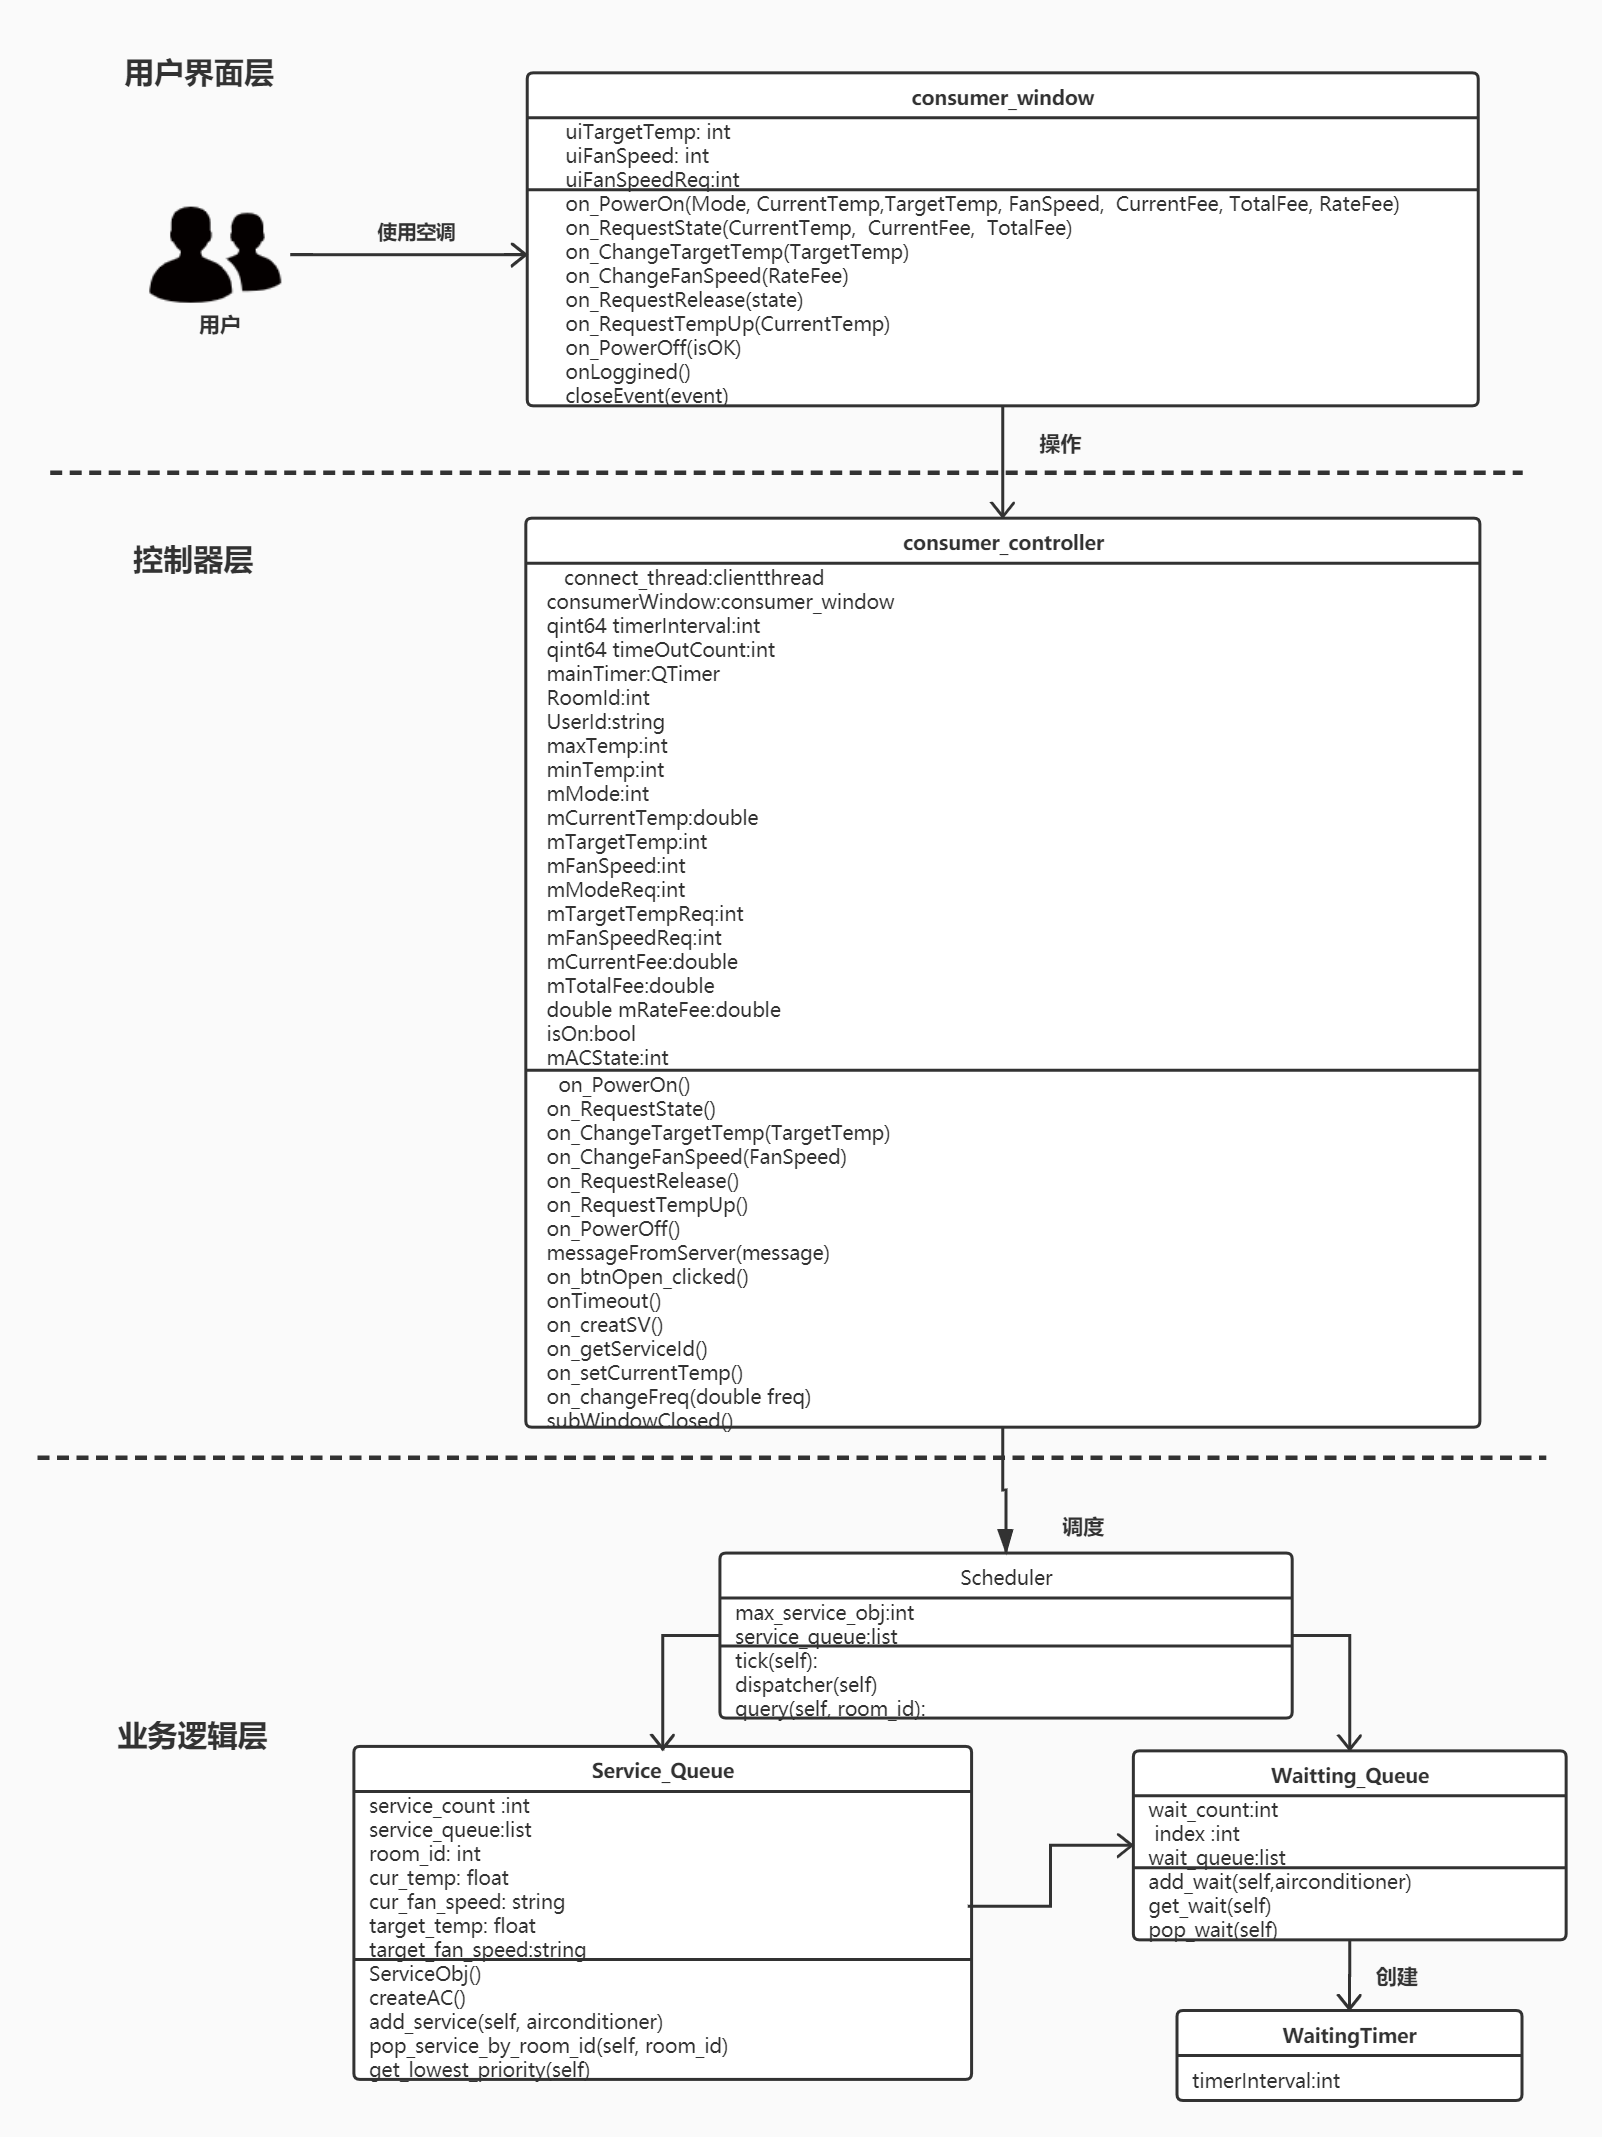 用户界面层
consumer_window
uiTargetTemp: int
uiFanSpeed: int
uiFanSpeedReq:int
on_PowerOn(Mode, CurrentTemp,TargetTemp, FanSpeed,  CurrentFee, TotalFee, RateFee)
on_RequestState(CurrentTemp,  CurrentFee,  TotalFee)
on_ChangeTargetTemp(TargetTemp)
on_ChangeFanSpeed(RateFee)
on_RequestRelease(state)
on_RequestTempUp(CurrentTemp)
on_PowerOff(isOK)
onLoggined()
closeEvent(event)
使用空调
用户
操作
控制器层
consumer_controller
connect_thread:clientthread
consumerWindow:consumer_window
qint64 timerInterval:int
qint64 timeOutCount:int
mainTimer:QTimer
RoomId:int
UserId:string
maxTemp:int
minTemp:int
mMode:int
mCurrentTemp:double
mTargetTemp:int
mFanSpeed:int
mModeReq:int
mTargetTempReq:int
mFanSpeedReq:int
mCurrentFee:double
mTotalFee:double
double mRateFee:double
isOn:bool
mACState:int
on_PowerOn()
on_RequestState()
on_ChangeTargetTemp(TargetTemp)
on_ChangeFanSpeed(FanSpeed)
on_RequestRelease()
on_RequestTempUp()
on_PowerOff()
messageFromServer(message)
on_btnOpen_clicked()
onTimeout()
on_creatSV()
on_getServiceId()
on_setCurrentTemp()
on_changeFreq(double freq)
subWindowClosed()
调度
Scheduler
max_service_obj:int
service_queue:list
tick(self):
dispatcher(self)
query(self, room_id):
业务逻辑层
Service_Queue
service_count :int
service_queue:list
room_id: int
cur_temp: float
cur_fan_speed: string
target_temp: float
target_fan_speed:string
ServiceObj()
createAC()
add_service(self, airconditioner)
pop_service_by_room_id(self, room_id)
get_lowest_priority(self)
Waitting_Queue
wait_count:int
index :int
wait_queue:list
add_wait(self,airconditioner)
get_wait(self)
pop_wait(self)
创建
WaitingTimer
timerInterval:int